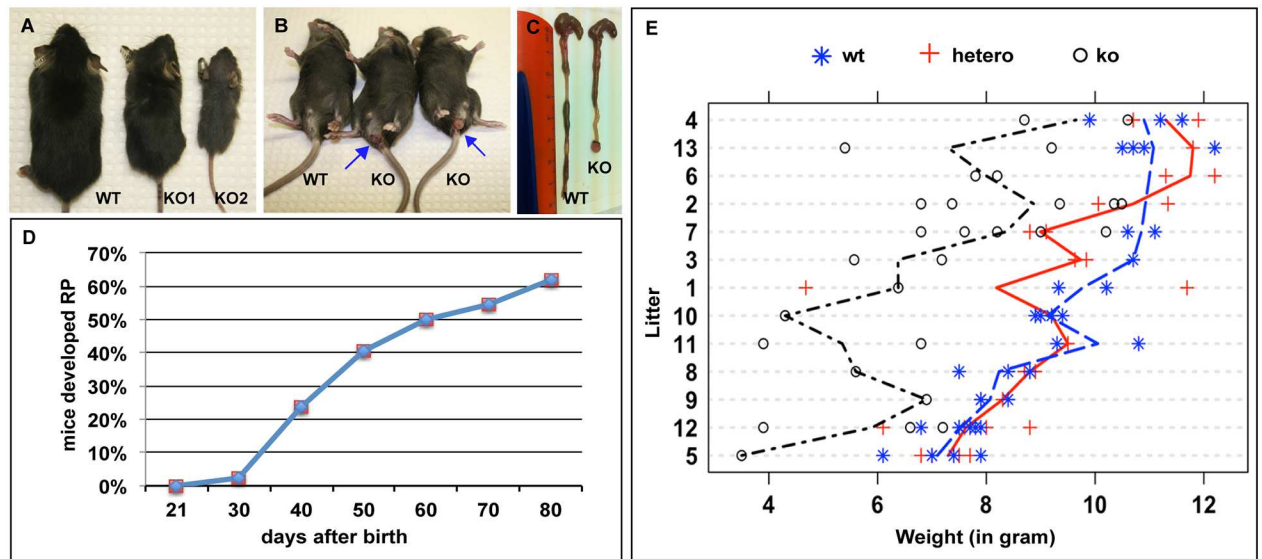 A
WT
KO1
KO2
B
WT
KO
KO
C
WT
KO
D
mice developed RP
70%
60%
50%
40%
30%
20%
10%
0%
21 30 40 50 60 70 80
days after birth
E
wt hetero ko
Litter
4
13
6
2
7
3
1
10
11
8
9
12
5
4 6 8 10 12
Weight (in gram)